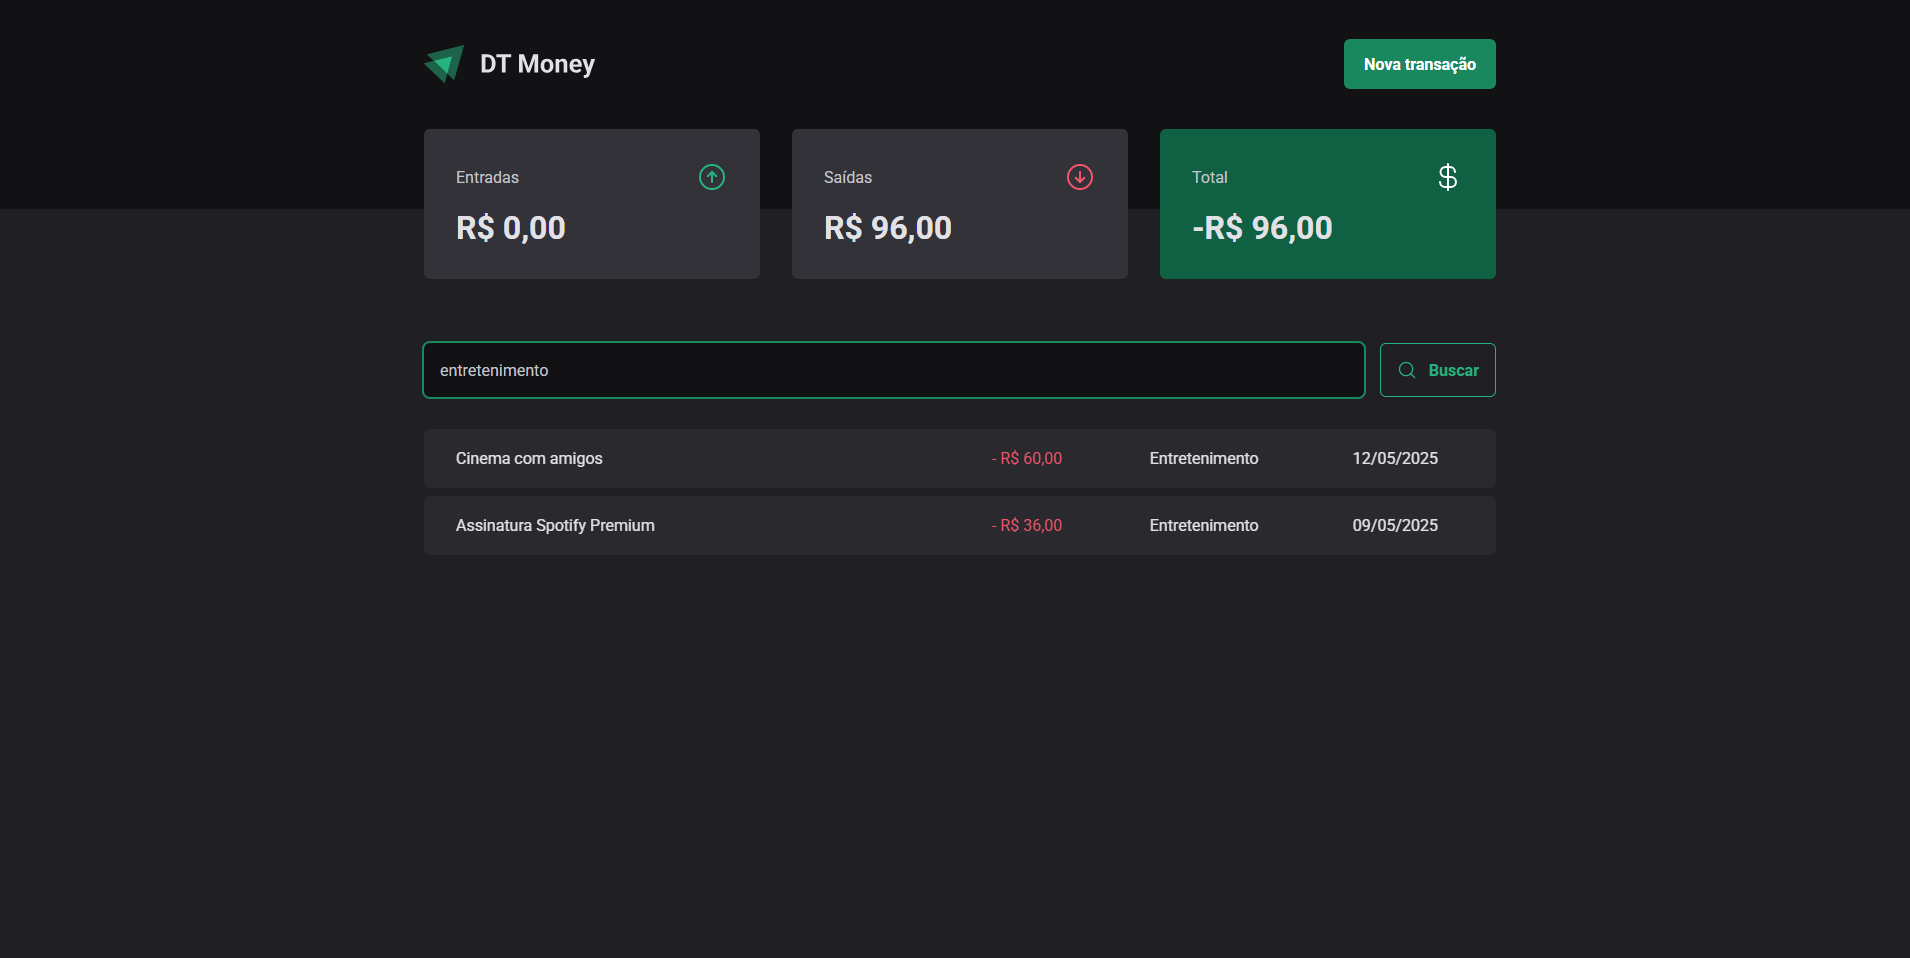 DT Money
Nova transação
Entradas
R$ 0,00
Saídas
R$ 96,00
Total
$
-R$ 96,00
entretenimento
Buscar
Cinema com amigos - R$ 60,00 Entretenimento 12/05/2025
Assinatura Spotify Premium - R$ 36,00 Entretenimento 09/05/2025